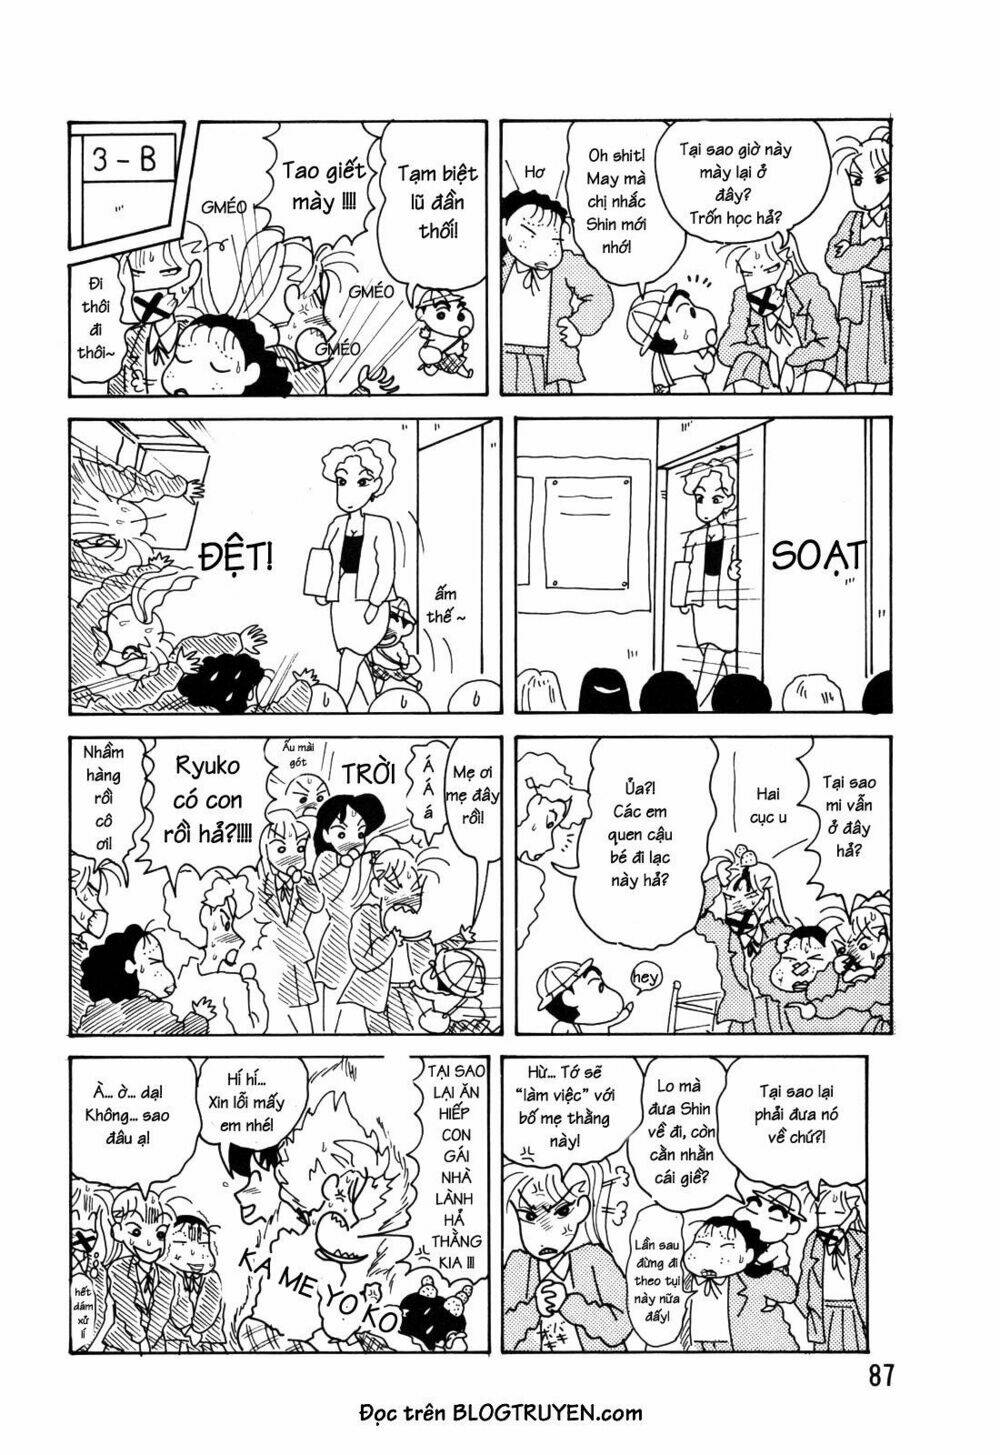 Tại sao giờ này
mày lại ở
đây?
Trốn học hả?
Oh shit!
May mà
chị nhắc
Shin mới
nhớ!
Hơ
Tạm biệt
lũ đần
thối!
Tao giết
mày !!!!
GMÉO
GMÉO
GMÉO
3 - B
Đi
thôi đi
thôi~
SOẠT
ĐỆT!
ấm
thế ~
Tại sao
mi vẫn
ở đây
hả?
Hai
cục u
Ủa?!
Các em
quen cậu
bé đi lạc
này hả?
hey
Mẹ ơi
mẹ đây
rồi!
Á
Á
á
TRỜI
Ấu mài
gót
Ryuko
có con
rồi hả?!!!!
Nhầm
hàng
rồi
cô
ơi!
Tại sao lại
phải đưa nó
về chứ?!
Lo mà
đưa Shin
về đi, còn
cằn nhằn
cái giề?
Lần sau
đừng đi
theo tụi
này nữa
đấy!
Hừ... Tớ sẽ
"làm việc" với
bố mẹ thằng
này!
TẠI SAO
LẠI ĂN
HIẾP
CON
GÁI
NHÀ
LÀNH
HẢ
THẰNG
KIA !!!
KA ME YO KO
Hí hí...
Xin lỗi mấy
em nhé!
À... ờ... dạ!
Không... sao
đâu ạ!
hết
dám
xử
lí
87
Đọc trên BLOGTRUYEN.com